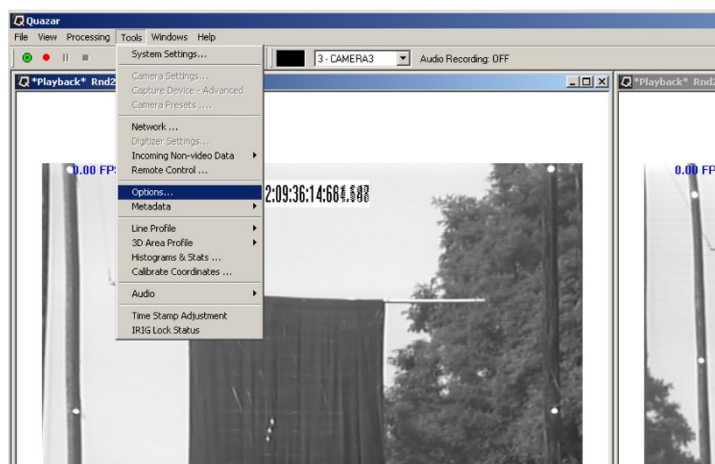 Quazar
File View Processing Tools Windows Help
3 - CAMERA3 Audio Recording: OFF
*Playback* Rnd2
*Playback* Rnd2
System Settings...
Camera Settings...
Capture Device - Advanced
Camera Presets ....
Network ...
Digitizer Settings...
Incoming Non-video Data
Remote Control ...
Options...
Metadata
Line Profile
3D Area Profile
Histograms & Stats ...
Calibrate Coordinates ...
Audio
Time Stamp Adjustment
IRIG Lock Status
0.00 FPS
2:09:36:14:66
0.00 FP